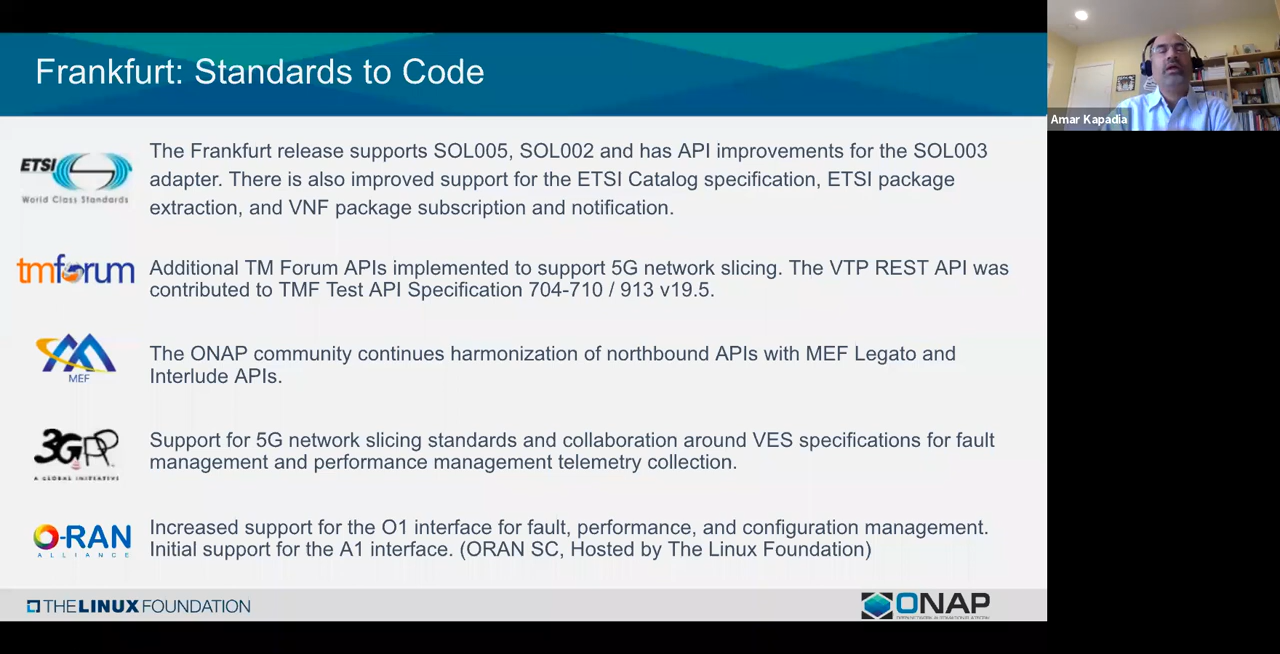 Frankfurt: Standards to Code
Amar Kapadia
ETSI
World Class Standards
The Frankfurt release supports SOL005, SOL002 and has API improvements for the SOL003
adapter. There is also improved support for the ETSI Catalog specification, ETSI package
extraction, and VNF package subscription and notification.
tmforum
Additional TM Forum APIs implemented to support 5G network slicing. The VTP REST API was
contributed to TMF Test API Specification 704-710 / 913 v19.5.
MEF
The ONAP community continues harmonization of northbound APIs with MEF Legato and
Interlude APIs.
3GPP
A GLOBAL INITIATIVE
Support for 5G network slicing standards and collaboration around VES specifications for fault
management and performance management telemetry collection.
O-RAN
ALLIANCE
Increased support for the O1 interface for fault, performance, and configuration management.
Initial support for the A1 interface. (ORAN SC, Hosted by The Linux Foundation)
THE LINUX FOUNDATION
ONAP
OPEN NETWORK AUTOMATION PLATFORM